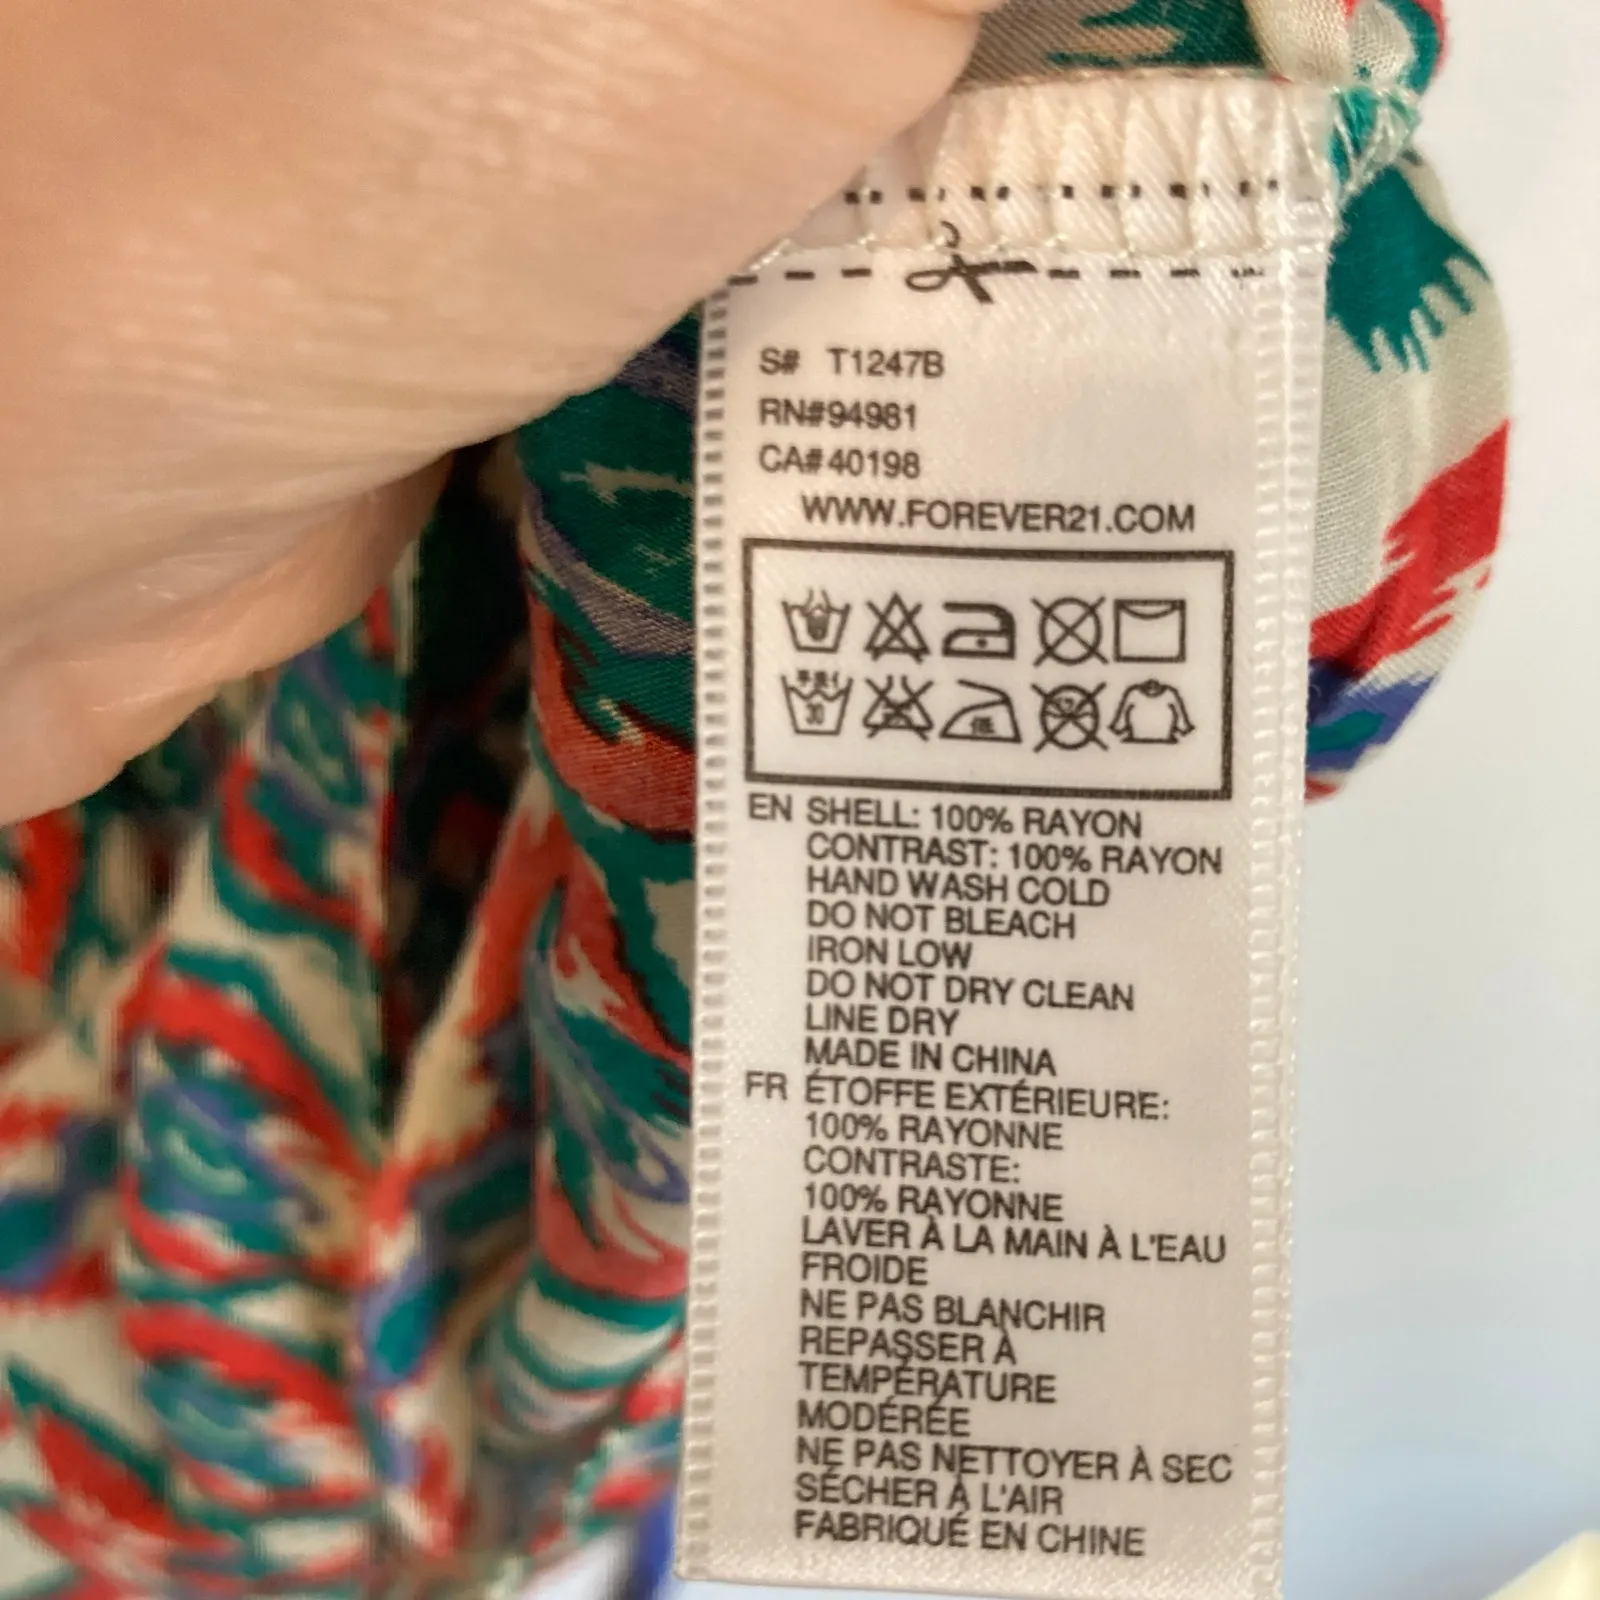 S# T1247B
RN#94981
CA#40198
WWW.FOREVER21.COM
30
EN SHELL: 100% RAYON
CONTRAST: 100% RAYON
HAND WASH COLD
DO NOT BLEACH
IRON LOW
DO NOT DRY CLEAN
LINE DRY
MADE IN CHINA
FR ÉTOFFE EXTÉRIEURE:
100% RAYONNE
CONTRASTE:
100% RAYONNE
LAVER À LA MAIN À L'EAU
FROIDE
NE PAS BLANCHIR
REPASSER À
TEMPÉRATURE
MODÉRÉE
NE PAS NETTOYER À SEC
SÉCHER À L'AIR
FABRIQUÉ EN CHINE